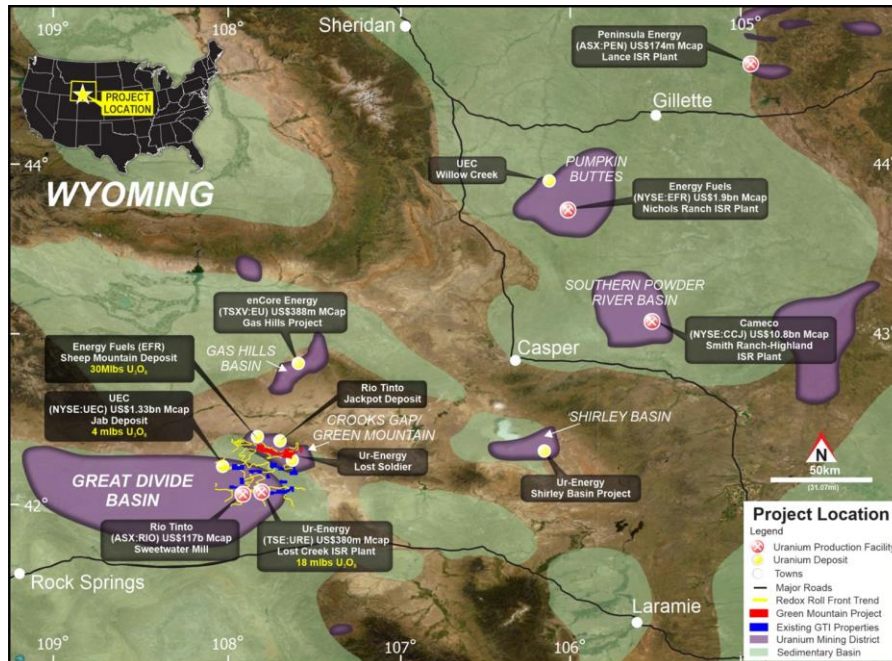 109°
108°
Sheridan
105°
Peninsula Energy
(ASX:PEN) US$174m Mcap
Lance ISR Plant
PROJECT
LOCATION
Gillette
44°
44°
WYOMING
UEC
Willow Creek
PUMPKIN
BUTTES
Energy Fuels
(NYSE:EFR) US$1.9bn Mcap
Nichols Ranch ISR Plant
enCore Energy
(TSXV:EU) US$388m MCap
Gas Hills Project
SOUTHERN POWDER
RIVER BASIN
Energy Fuels (EFR)
Sheep Mountain Deposit
30Mlbs U₃O₈
GAS HILLS
BASIN
Cameco
(NYSE:CCJ) US$10.8bn MCap
Smith Ranch-Highland
ISR Plant
43°
Casper
Rio Tinto
Jackpot Deposit
UEC
(NYSE:UEC) US$1.33bn Mcap
Jab Deposit
4 mlbs U₃O₈
CROOKS GAP/
GREEN MOUNTAIN
SHIRLEY BASIN
Ur-Energy
Lost Soldier
N
50km
(31.07mi)
GREAT DIVIDE
BASIN
Ur-Energy
Shirley Basin Project
42°
Rio Tinto
(ASX:RIO) US$117b Mcap
Sweetwater Mill
Ur-Energy
(TSE:URE) US$380m MCap
Lost Creek ISR Plant
18 mlbs U₃O₈
Rock Springs
Laramie
109°
108°
107°
106°
Project Location
Legend
Uranium Production Facility
Uranium Deposit
Towns
Major Roads
Redox Roll Front Trend
Green Mountain Project
Existing GTI Properties
Uranium Mining District
Sedimentary Basin